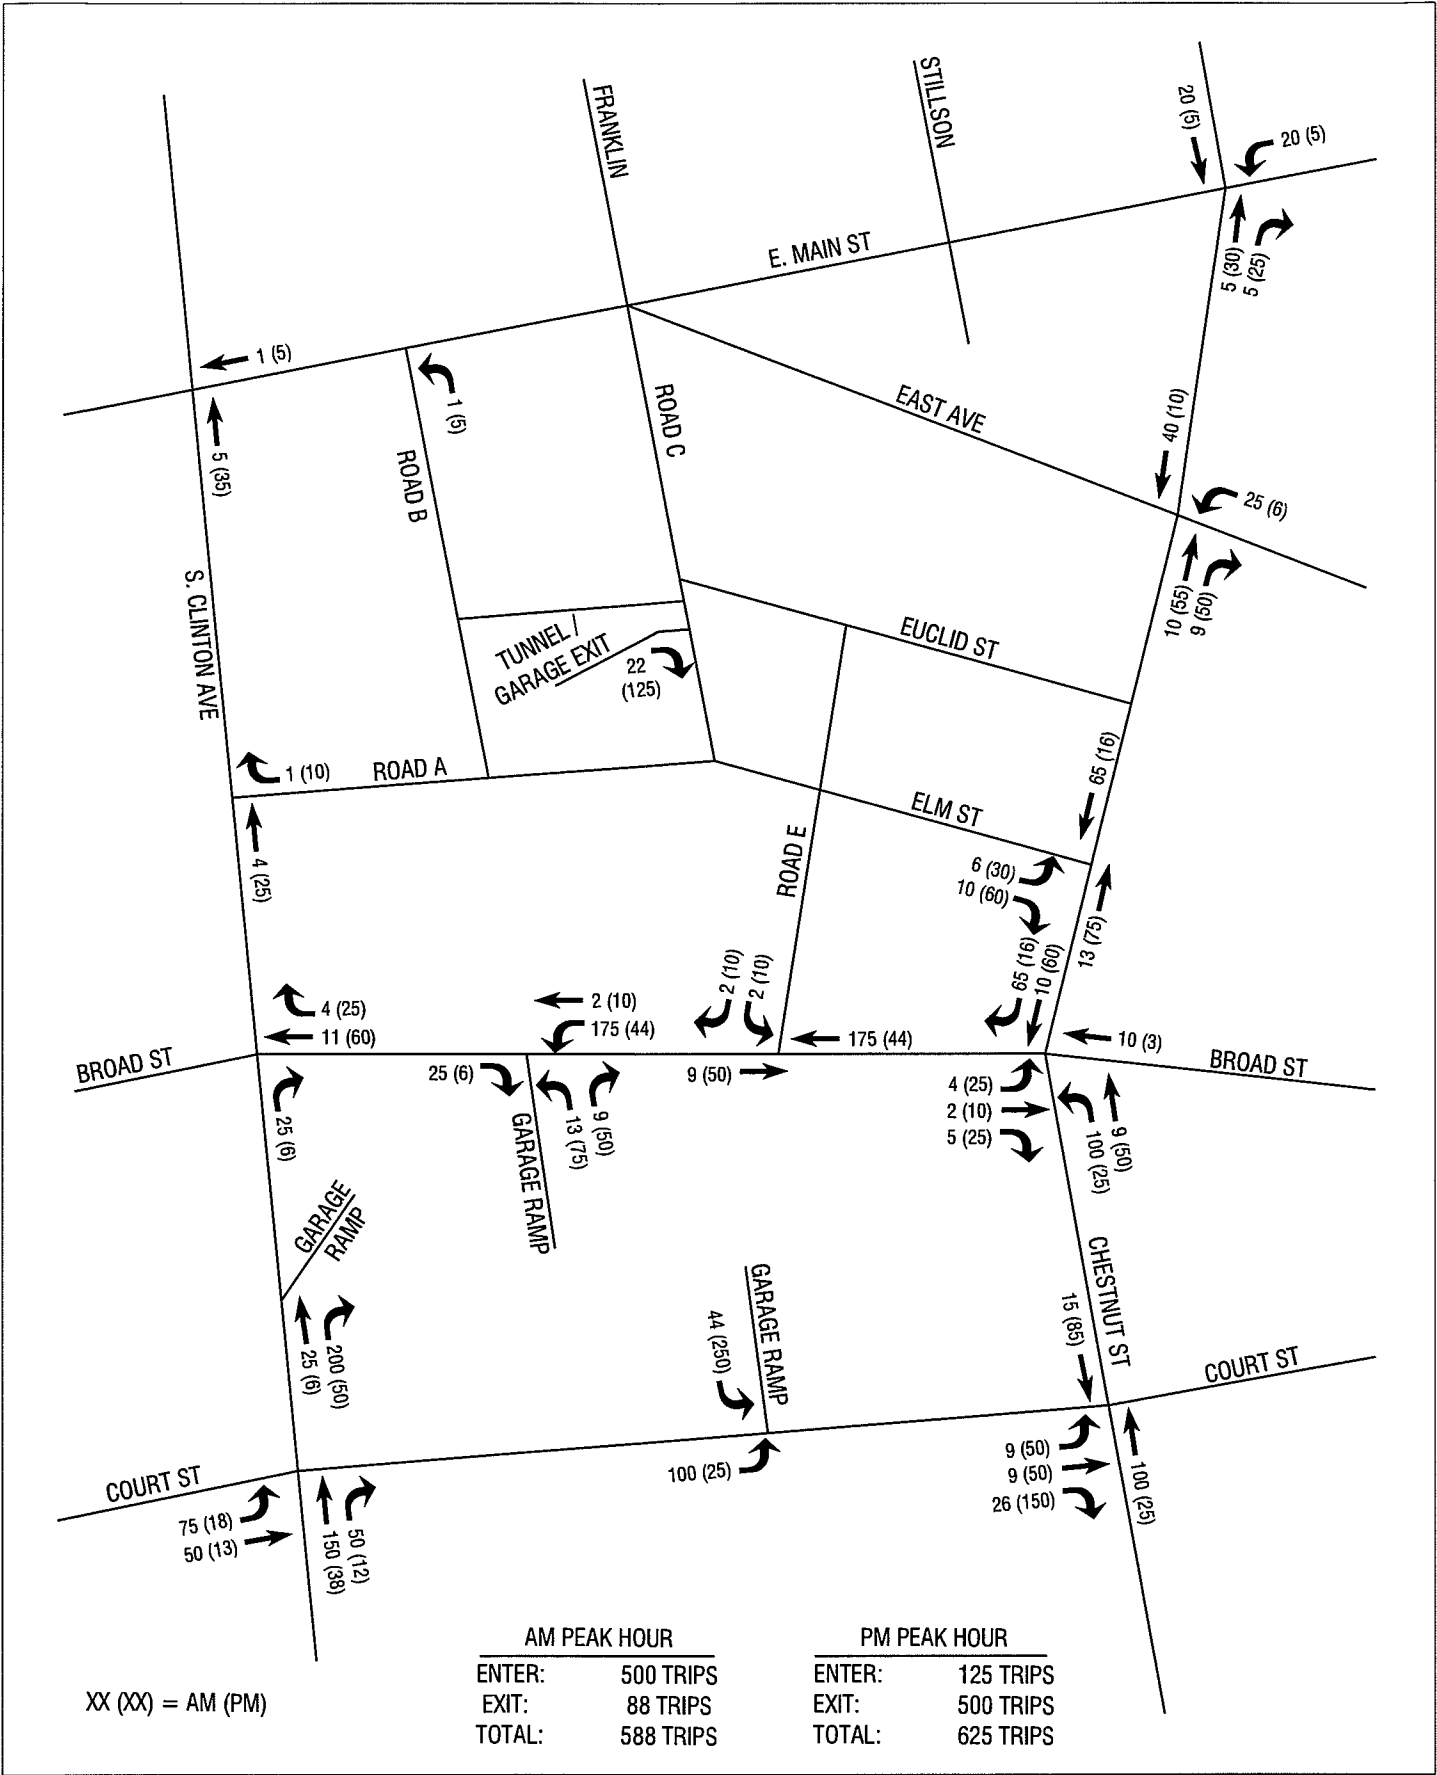 FRANKLIN
STILLSON
20 (5)
20 (5)
E. MAIN ST
5 (30)
5 (25)
1 (5)
1 (5)
5 (35)
ROAD B
ROAD C
EAST AVE
40 (10)
25 (6)
10 (55)
9 (50)
S. CLINTON AVE
TUNNEL/
GARAGE EXIT
22
(125)
EUCLID ST
65 (16)
1 (10)
ROAD A
4 (25)
ROAD E
ELM ST
6 (30)
10 (60)
13 (75)
65 (16)
10 (60)
2 (10)
2 (10)
4 (25)
11 (60)
2 (10)
175 (44)
175 (44)
10 (3)
BROAD ST
BROAD ST
25 (6)
25 (6)
GARAGE RAMP
13 (75)
9 (50)
9 (50)
4 (25)
2 (10)
5 (25)
100 (25)
9 (50)
GARAGE
RAMP
25 (6)
200 (50)
44 (250)
GARAGE RAMP
100 (25)
CHESTNUT ST
15 (85)
COURT ST
9 (50)
9 (50)
26 (150)
100 (25)
COURT ST
75 (18)
50 (13)
150 (38)
50 (12)
XX (XX) = AM (PM)
AM PEAK HOUR
ENTER: 500 TRIPS
EXIT: 88 TRIPS
TOTAL: 588 TRIPS
PM PEAK HOUR
ENTER: 125 TRIPS
EXIT: 500 TRIPS
TOTAL: 625 TRIPS